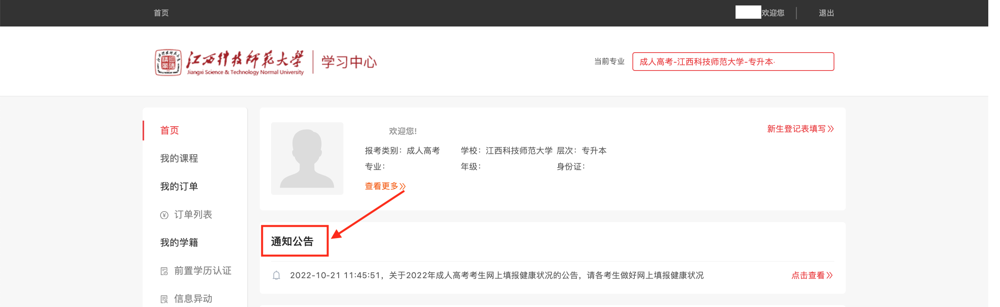 首页
欢迎您
退出
江西科技师范大學
Jiangxi Science & Technology Normal University
学习中心
当前专业
成人高考-江西科技师范大学-专升本·
首页
我的课程
我的订单
订单列表
我的学籍
前置学历认证
信息异动
欢迎您!
新生登记表填写
报考类别：成人高考 学校：江西科技师范大学 层次：专升本
专业： 年级： 身份证：
查看更多
通知公告
2022-10-21 11:45:51，关于2022年成人高考考生网上填报健康状况的公告，请各考生做好网上填报健康状况
点击查看